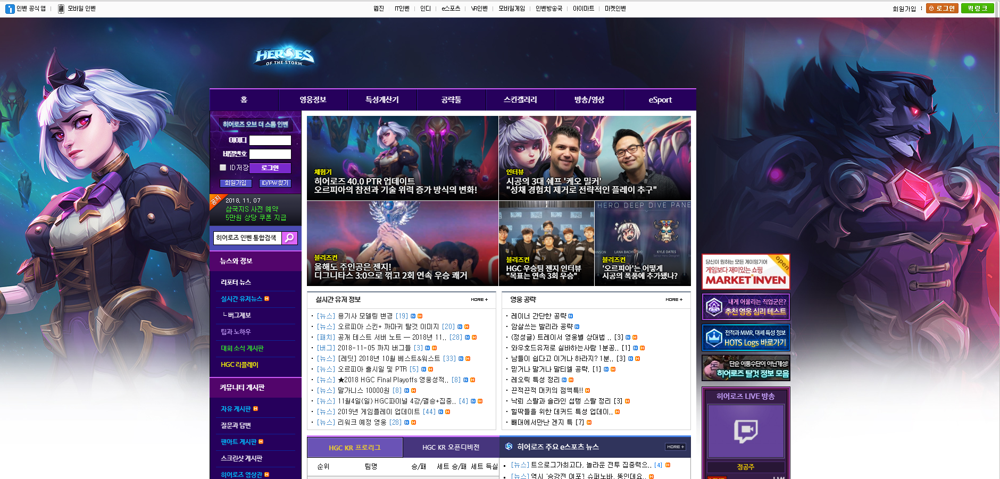 인벤 공식 앱
모바일 인벤
웹진
IT인벤
인디
e스포츠
VR인벤
모바일게임
인벤방송국
아이마트
마켓인벤
회원가입
로그인
퀵링크
HEROES
OF THE STORM
홈
영웅정보
특성계산기
공략툴
스킨갤러리
방송/영상
eSport
히어로즈 오브 더 스톰 인벤
아이디
비밀번호
ID저장
로그인
회원가입
ID/PW찾기
공지
2018. 11. 07
삼국지S 사전 예약
5만원 상당 쿠폰 지급
히어로즈 인벤 통합검색
뉴스와 정보
리포터 뉴스
실시간 유저뉴스
└ 버그제보
팁과 노하우
대회 소식 게시판
HGC 리플레이
커뮤니티 게시판
자유 게시판
질문과 답변
팬아트 게시판
스크린샷 게시판
히어로즈 영상관
체험기
히어로즈 40.0 PTR 업데이트
오르피아의 참전과 기술 위력 증가 방식의 변화!
인터뷰
시공의 3대 쉐프 '케오 밀커'
"성채 경험치 제거로 전략적인 플레이 추구"
블리즈컨
올해도 주인공은 젠지!
디그니타스 3:0으로 꺾고 2회 연속 우승 쾌거
블리즈컨
HGC 우승팀 젠지 인터뷰
"목표는 연속 3회 우승"
HERO DEEP DIVE PANE
JOHNSON
KYLE DATES
블리즈컨
'오르피아'는 어떻게
시공의 폭풍에 추가됐나?
실시간 유저 정보
MORE +
· [뉴스] 용기사 모델링 변경 [19]
· [뉴스] 오르피아 스킨+ 까마귀 탈것 이미지 [20]
· [패치] 공개 테스트 서버 노트 — 2018년 11.. [28]
· [버그] 2018-11-05 까지 버그들 [3]
· [뉴스] [레딧] 2018년 10월 베스트&워스트 [33]
· [뉴스] 오르피아 출시일 및 PTR [5]
· [뉴스] ★2018 HGC Final Playoffs 영웅성적.. [8]
· [뉴스] 말가니스 10000원 [8]
· [뉴스] 11월4일(일) HGC파이널 4강/결승+집중.. [4]
· [뉴스] 2019년 게임플레이 업데이트 [44]
· [뉴스] 리워크 예정 영웅 [28]
영웅 공략
MORE +
· 레이너 간단한 공략
· 암살쓰는 발리라 공략
· (정성글) 트레이서 영웅별 상대법 .. [3]
· 와우호드유저로 실바하는사람 1분공.. [1]
· 남들이 쉽다고 이거나 하라지? 1분.. [3]
· 믿거나 말거나 말티엘 공략. [1]
· 레오릭 특성 정리
· 끈적끈적 머키의 점액특!!
· 낙뢰 스랄과 솔라인 섭탱 스랄 정리 [3]
· 힐딱들을 위한 데커드 특성 업데이..
· 빼대에서만난 겐지 특 [7]
HGC KR 프로리그
HGC KR 오픈디비전
순위 팀명 승/패 세트 승/패 세트 득실
히어로즈 주요 e스포츠 뉴스
MORE +
[뉴스] 트으로그가최고다, 놀라운 전투 집중력으.. [4]
[뉴스] 역시 '승강전 여포'! 슈퍼노바, 뚱인데요..
당신이 원하는 모든 게이밍기어
게임보다 재미있는 쇼핑
MARKET INVEN
open
내게 어울리는 직업군은?
추천 영웅 심리 테스트
전적과 MMR, 대세 특성 정보
HOTS Logs 바로가기
단순 이동수단이 아닌개성!
히어로즈 탈것 정보 모음
히어로즈 LIVE 방송
정공주